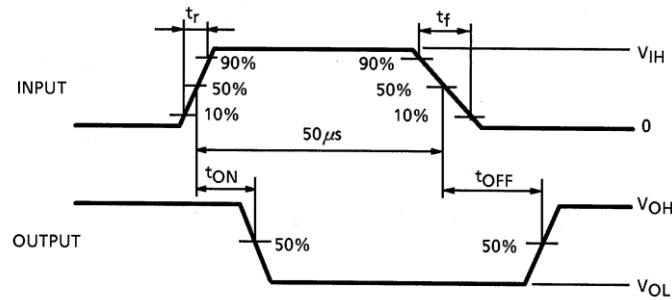 tr
tf
VIH
90%
90%
INPUT
50%
50%
10%
10%
0
50μs
tON
tOFF
VOH
OUTPUT
50%
50%
VOL